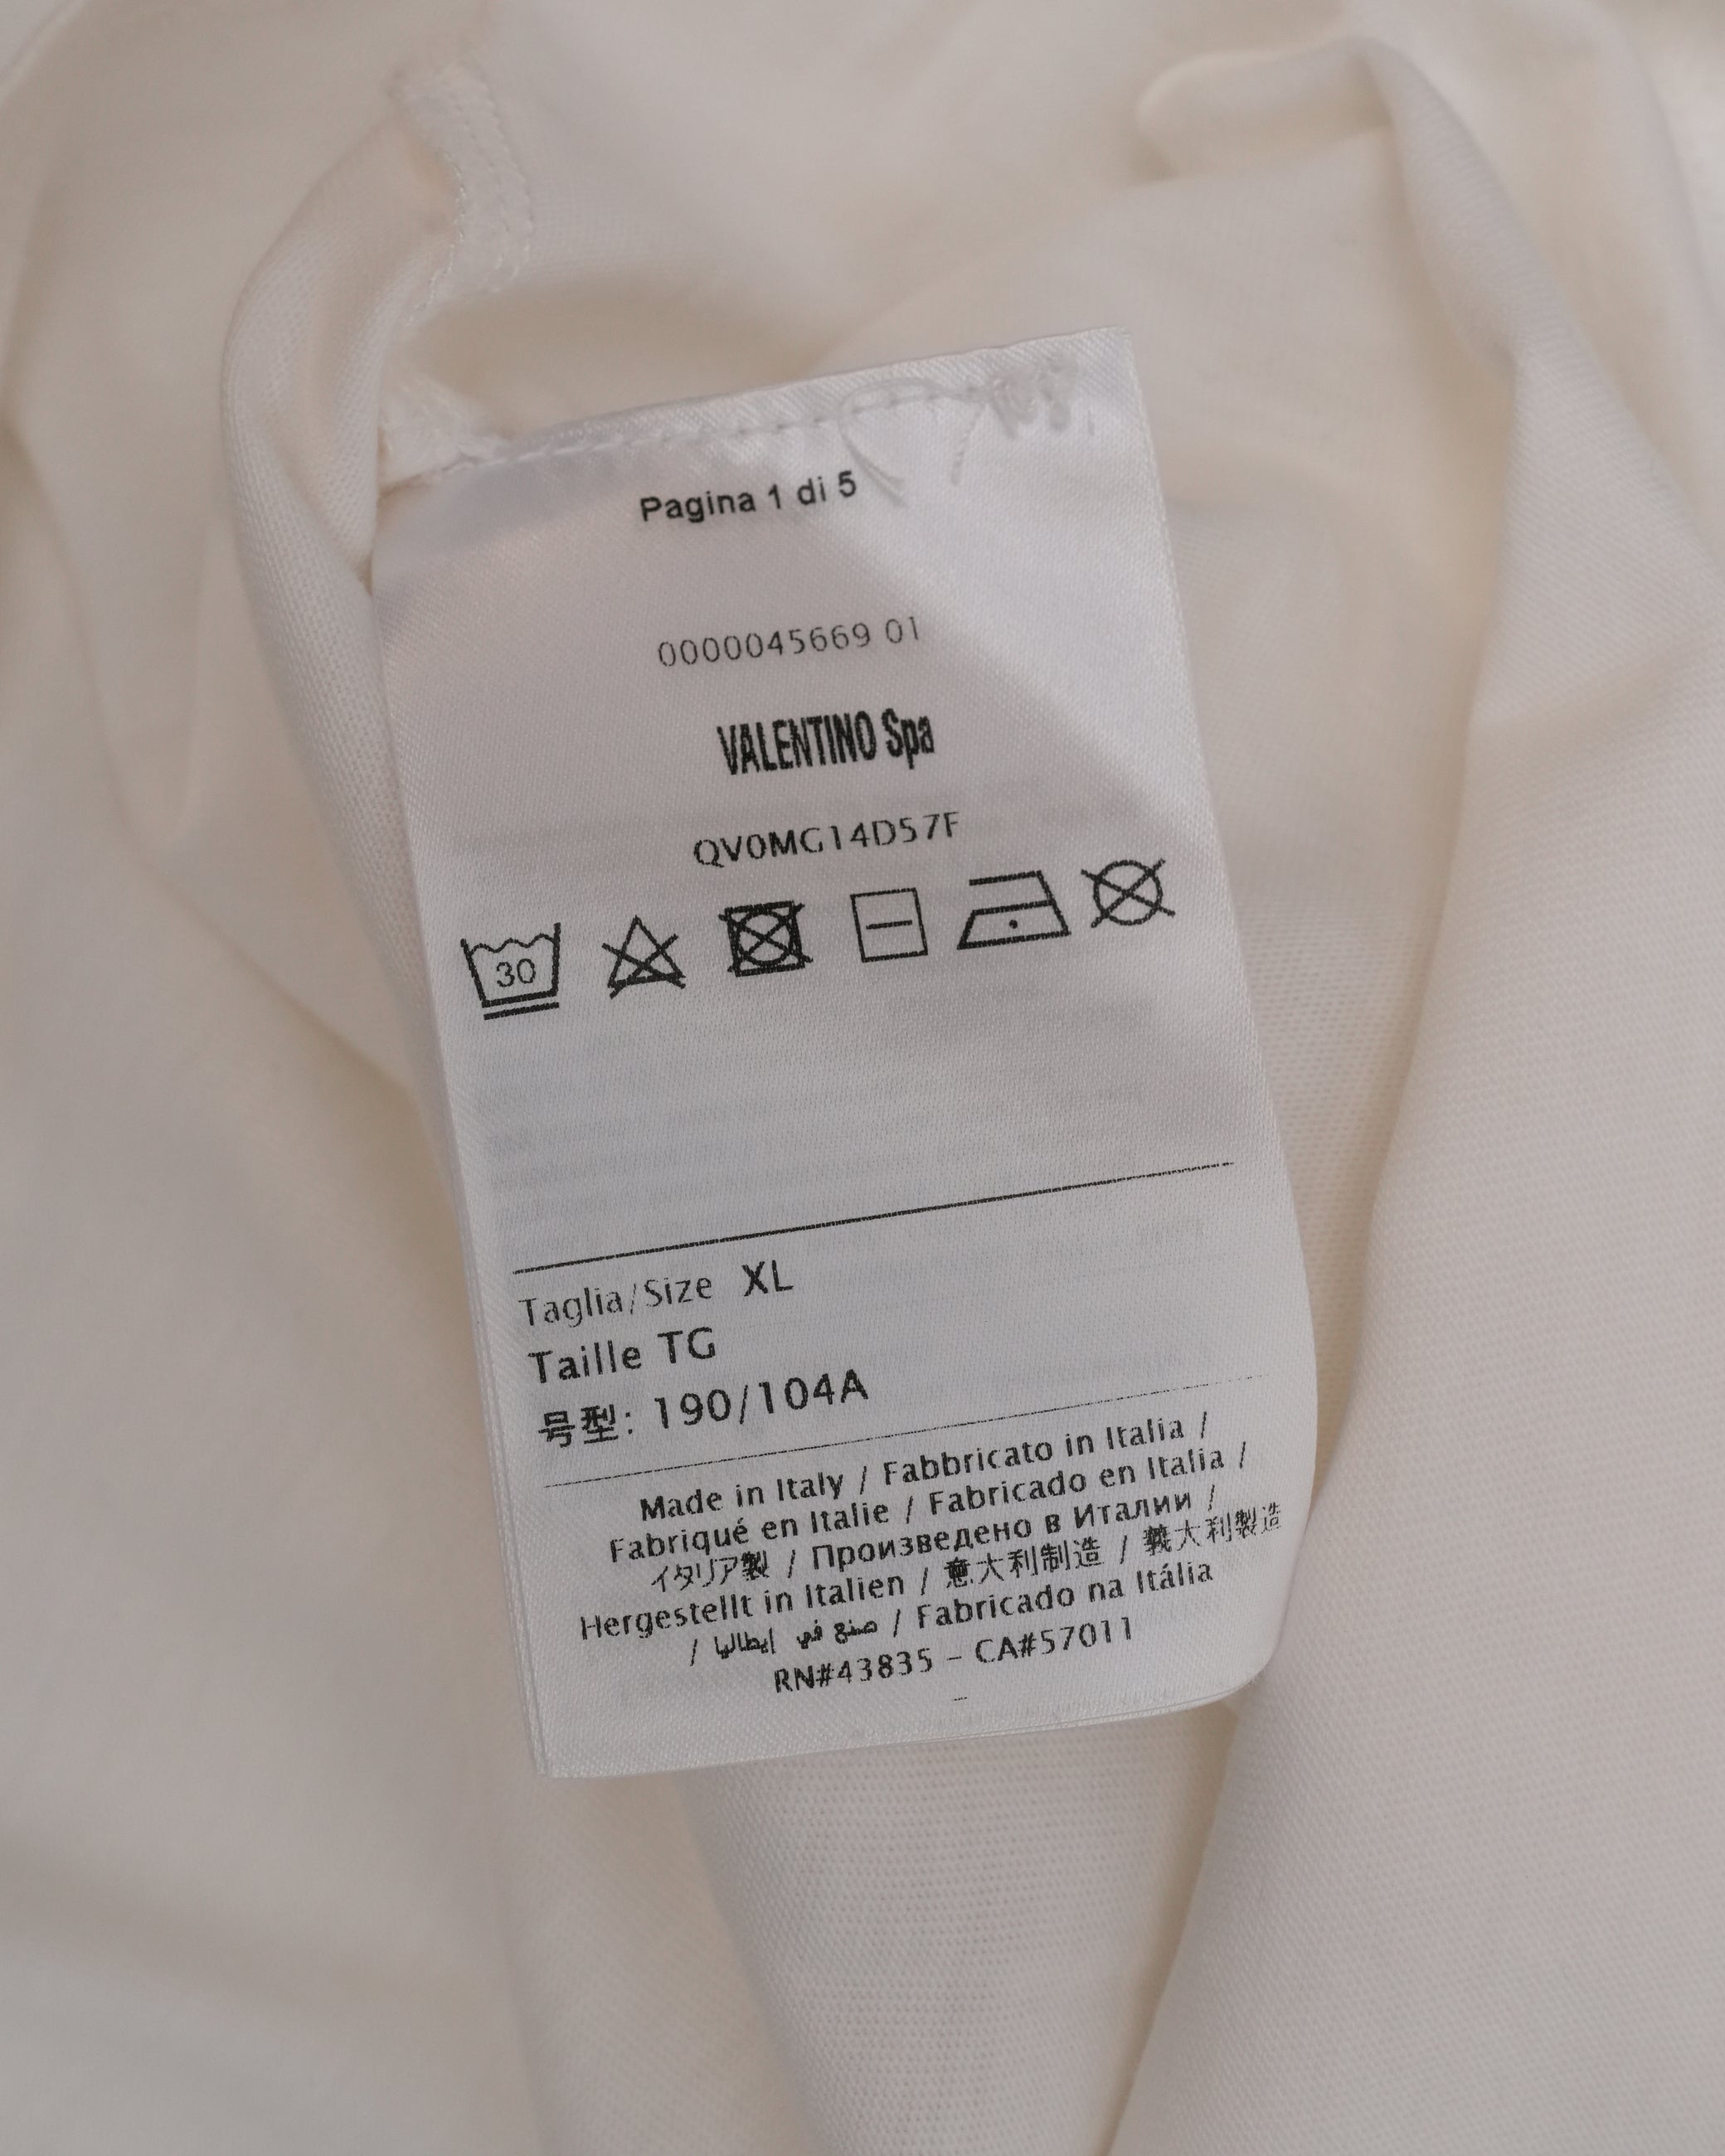 Pagina 1 di 5
0000045669 01
VALENTINO Spa
QV0MG14D57F
30
Taglia/Size XL
Taille TG
号型: 190/104A
Made in Italy / Fabbricato in Italia /
Fabriqué en Italie / Fabricado en Italia /
イタリア製 / Произведено в Италии /
Hergestellt in Italien / 意大利制造 / 義大利製造
/ صنع في إيطاليا / Fabricado na Itália
RN#43835 – CA#57011